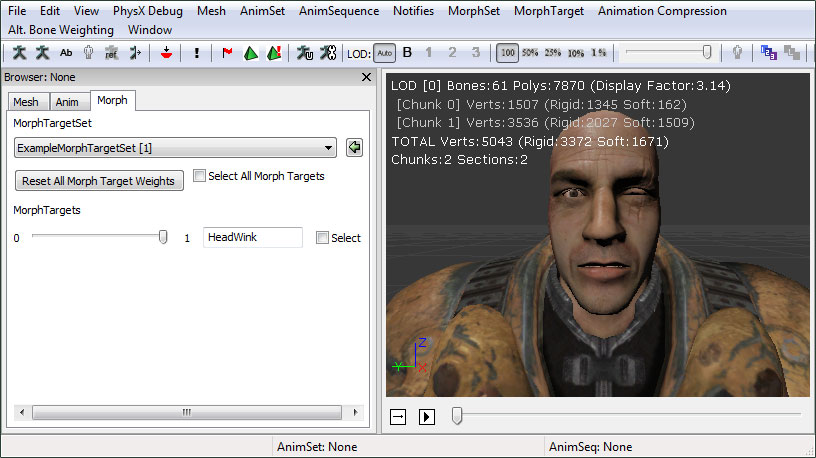 File Edit View PhysX Debug Mesh AnimSet AnimSequence Notifies MorphSet MorphTarget Animation Compression
Alt. Bone Weighting Window
Ab ref. ! LOD: Auto B 1 2 3 100 50% 25% 10% 1 %
Browser: None
Mesh Anim Morph
MorphTargetSet
ExampleMorphTargetSet [1]
Reset All Morph Target Weights Select All Morph Targets
MorphTargets
0 1 HeadWink Select
LOD [0] Bones:61 Polys:7870 (Display Factor:3.14)
[Chunk 0] Verts:1507 (Rigid:1345 Soft:162)
[Chunk 1] Verts:3536 (Rigid:2027 Soft:1509)
TOTAL Verts:5043 (Rigid:3372 Soft:1671)
Chunks:2 Sections:2
Z
Y X
AnimSet: None AnimSeq: None